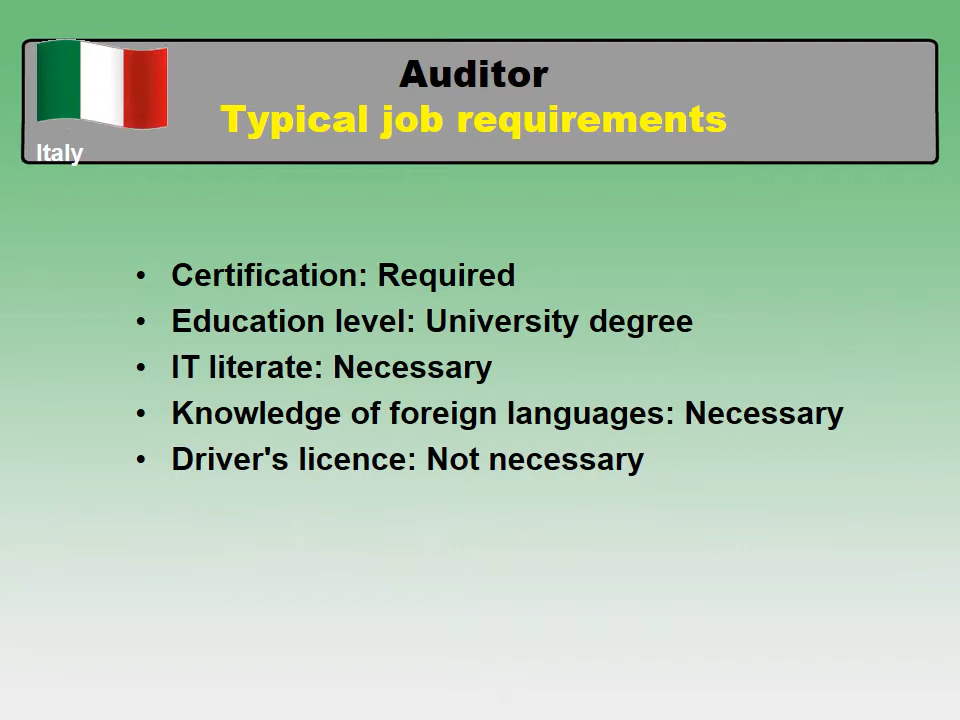 Auditor
Typical job requirements
Italy
• Certification: Required
• Education level: University degree
• IT literate: Necessary
• Knowledge of foreign languages: Necessary
• Driver's licence: Not necessary